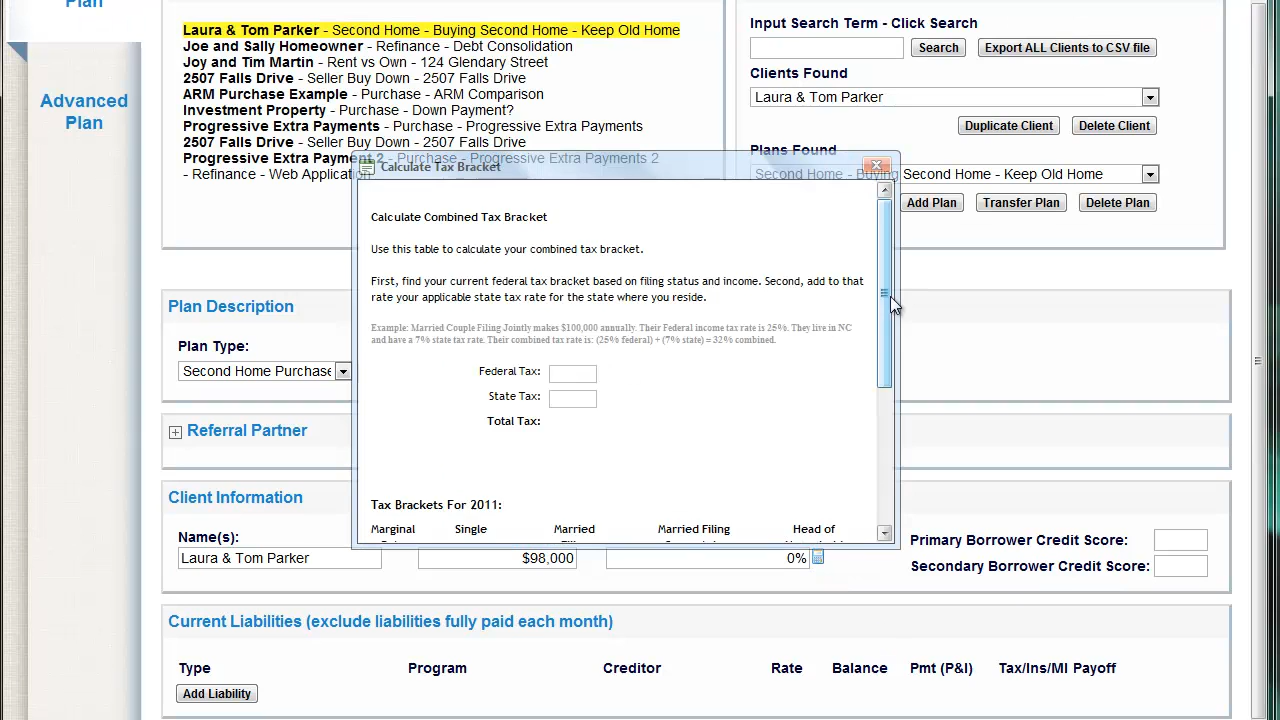 Plan
Advanced
Plan
Laura & Tom Parker - Second Home - Buying Second Home - Keep Old Home
Joe and Sally Homeowner - Refinance - Debt Consolidation
Joy and Tim Martin - Rent vs Own - 124 Glendary Street
2507 Falls Drive - Seller Buy Down - 2507 Falls Drive
ARM Purchase Example - Purchase - ARM Comparison
Investment Property - Purchase - Down Payment?
Progressive Extra Payments - Purchase - Progressive Extra Payments
2507 Falls Drive - Seller Buy Down - 2507 Falls Drive
Progressive Extra Payment 2 - Purchase - Progressive Extra Payments 2
- Refinance - Web Application
Input Search Term - Click Search
Search
Export ALL Clients to CSV file
Clients Found
Laura & Tom Parker
Duplicate Client
Delete Client
Plans Found
Second Home - Buying Second Home - Keep Old Home
Add Plan
Transfer Plan
Delete Plan
Calculate Tax Bracket
Calculate Combined Tax Bracket
Use this table to calculate your combined tax bracket.
First, find your current federal tax bracket based on filing status and income. Second, add to that
rate your applicable state tax rate for the state where you reside.
Example: Married Couple Filing Jointly makes $100,000 annually. Their Federal income tax rate is 25%. They live in NC
and have a 7% state tax rate. Their combined tax rate is: (25% federal) + (7% state) = 32% combined.
Federal Tax:
State Tax:
Total Tax:
Tax Brackets For 2011:
Marginal Single Married Married Filing Head of
Plan Description
Plan Type:
Second Home Purchase
Referral Partner
Client Information
Name(s):
Laura & Tom Parker
$98,000
0%
Primary Borrower Credit Score:
Secondary Borrower Credit Score:
Current Liabilities (exclude liabilities fully paid each month)
Type Program Creditor Rate Balance Pmt (P&I) Tax/Ins/MI Payoff
Add Liability